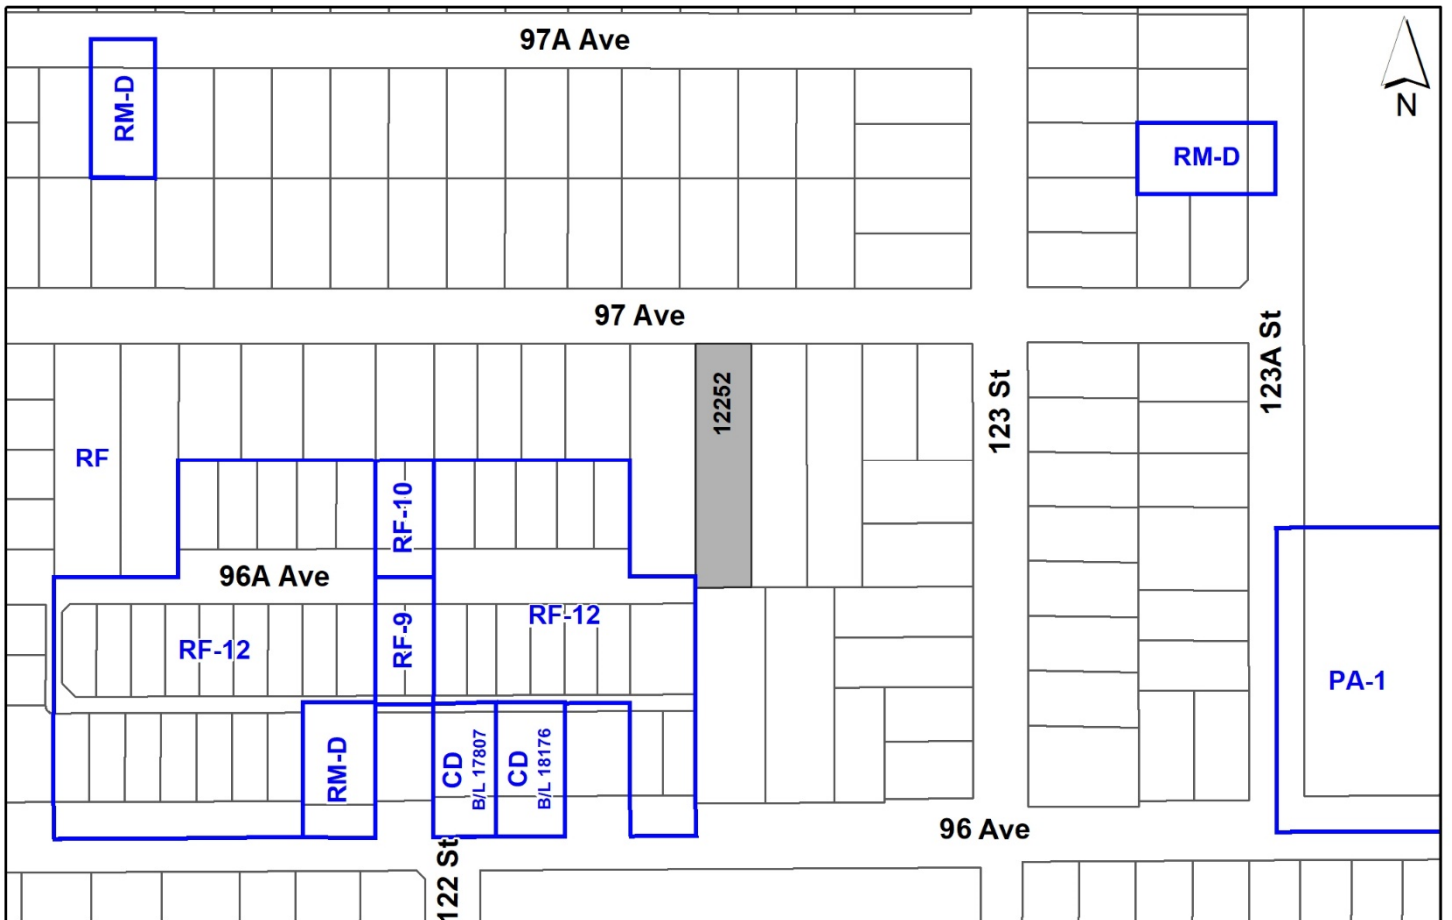 97A Ave
N
RM-D
RM-D
97 Ave
123A St
12252
123 St
RF
RF-10
96A Ave
RF-9
RF-12
RF-12
PA-1
RM-D
CD
B/L 17807
CD
B/L 18176
96 Ave
122 St